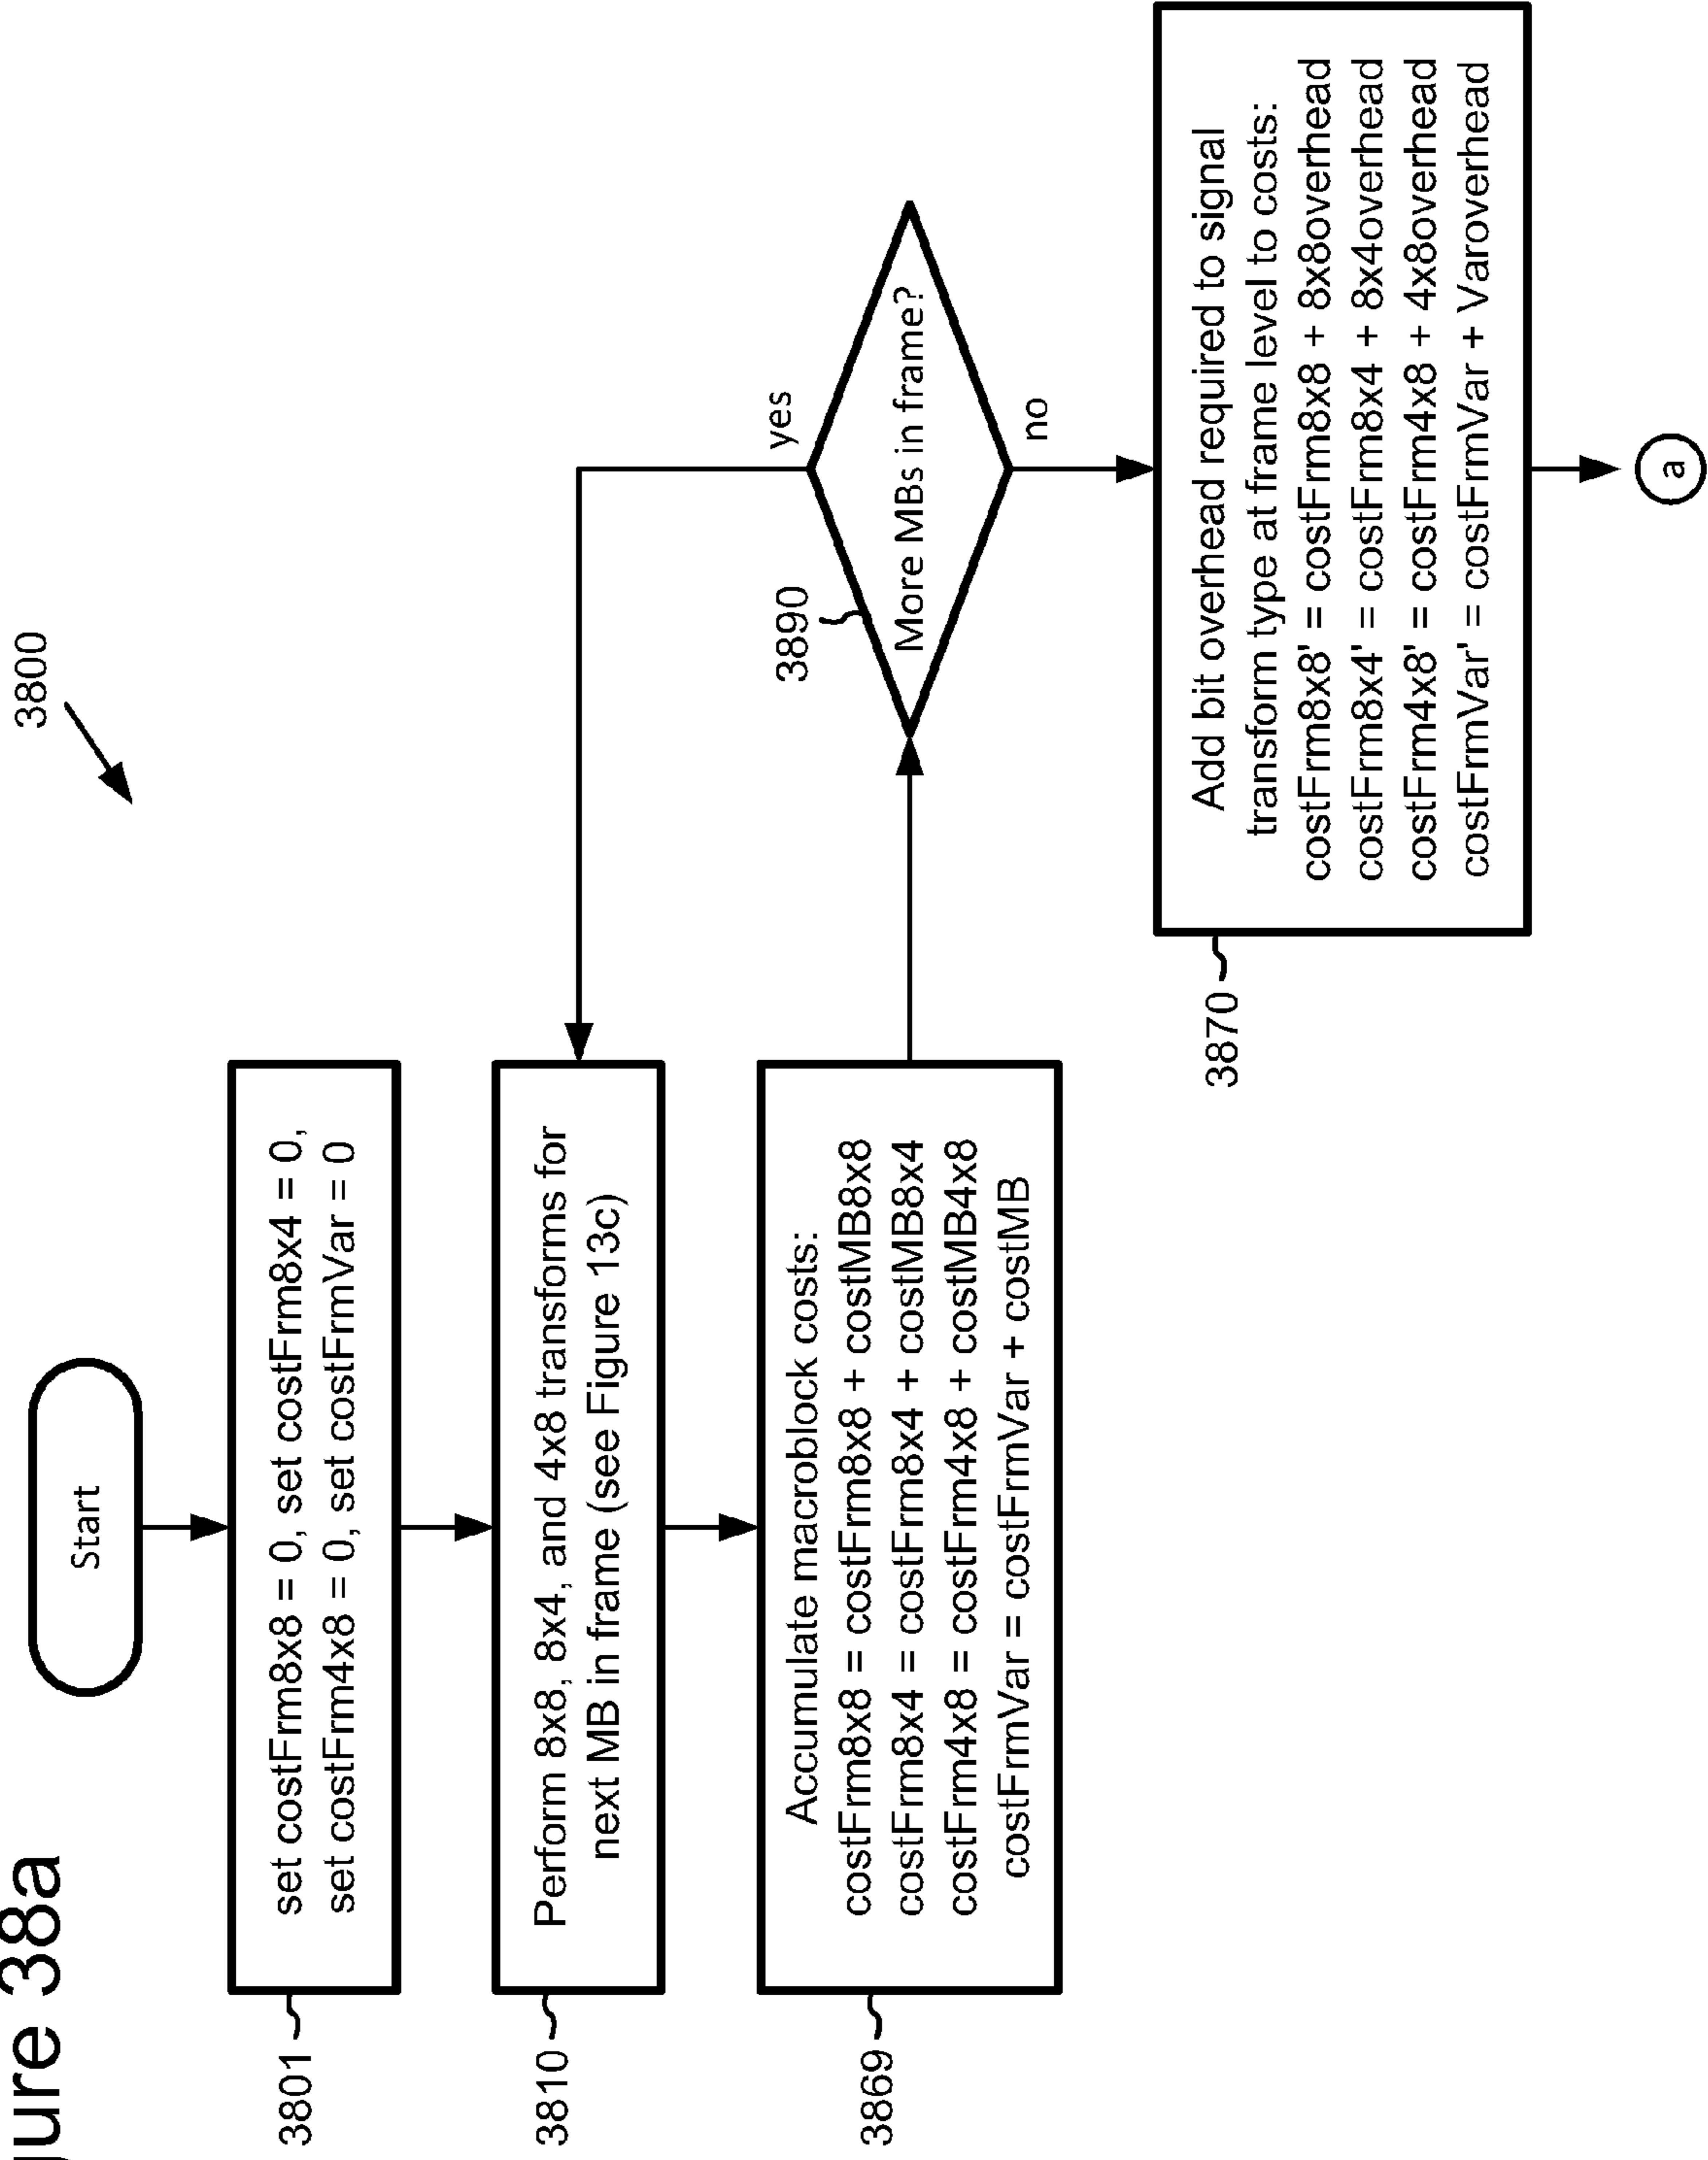 38a
3800
Start
3801
set costFrm8x8 = 0, set costFrm8x4 = 0,
set costFrm4x8 = 0, set costFrmVar = 0
3810
Perform 8x8, 8x4, and 4x8 transforms for
next MB in frame (see Figure 13c)
3869
Accumulate macroblock costs:
costFrm8x8 = costFrm8x8 + costMB8x8
costFrm8x4 = costFrm8x4 + costMB8x4
costFrm4x8 = costFrm4x8 + costMB4x8
costFrmVar = costFrmVar + costMB
3890
More MBs in frame?
yes
no
3870
Add bit overhead required to signal
transform type at frame level to costs:
costFrm8x8' = costFrm8x8 + 8x8overhead
costFrm8x4' = costFrm8x4 + 8x4overhead
costFrm4x8' = costFrm4x8 + 4x8overhead
costFrmVar' = costFrmVar + Varoverhead
a